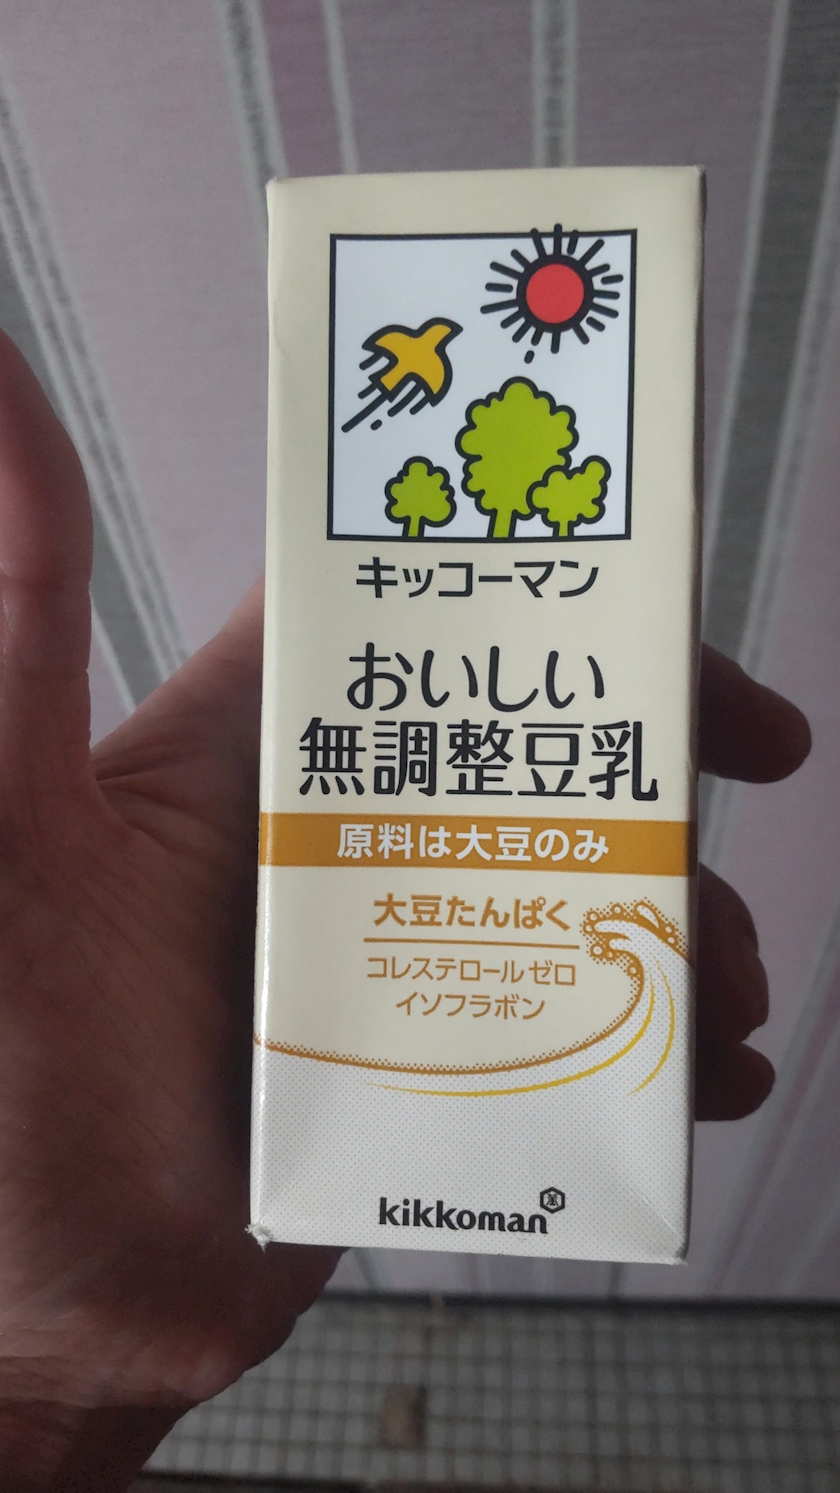 キッコーマン
おいしい
無調整豆乳
原料は大豆のみ
大豆たんぱく
コレステロール ゼロ
イソフラボン
kikkoman